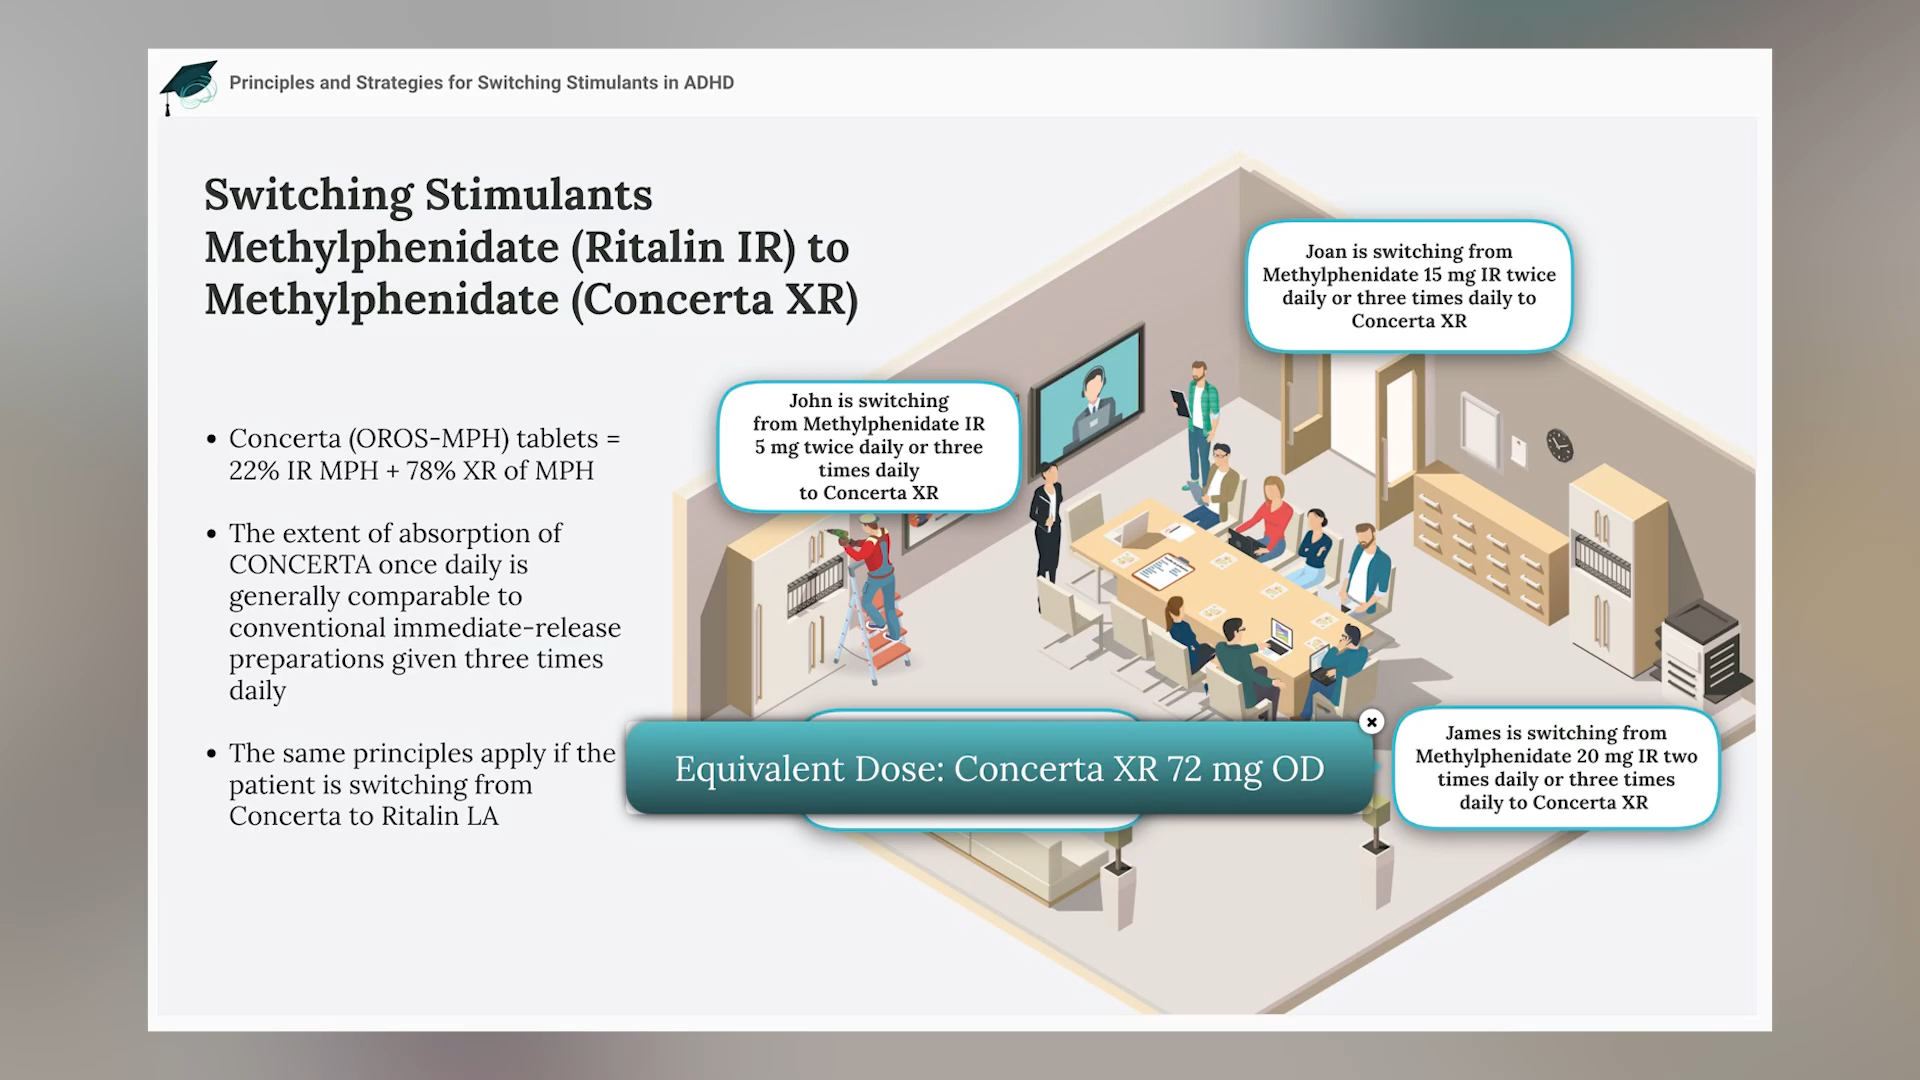 Principles and Strategies for Switching Stimulants in ADHD
Switching Stimulants
Methylphenidate (Ritalin IR) to
Methylphenidate (Concerta XR)
Concerta (OROS-MPH) tablets =
22% IR MPH + 78% XR of MPH
The extent of absorption of
CONCERTA once daily is
generally comparable to
conventional immediate-release
preparations given three times
daily
The same principles apply if the
patient is switching from
Concerta to Ritalin LA
Joan is switching from
Methylphenidate 15 mg IR twice
daily or three times daily to
Concerta XR
John is switching
from Methylphenidate IR
5 mg twice daily or three
times daily
to Concerta XR
Equivalent Dose: Concerta XR 72 mg OD
James is switching from
Methylphenidate 20 mg IR two
times daily or three times
daily to Concerta XR